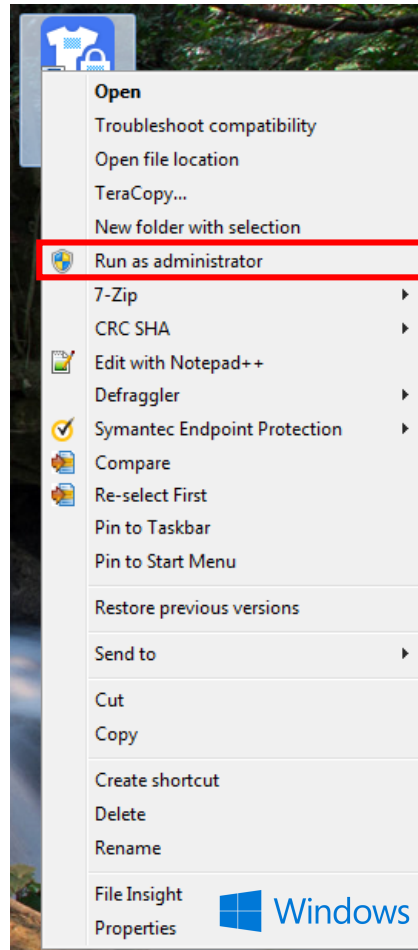 Open
Troubleshoot compatibility
Open file location
TeraCopy...
New folder with selection
Run as administrator
7-Zip
CRC SHA
Edit with Notepad++
Defraggler
Symantec Endpoint Protection
Compare
Re-select First
Pin to Taskbar
Pin to Start Menu
Restore previous versions
Send to
Cut
Copy
Create shortcut
Delete
Rename
File Insight
Windows
Properties